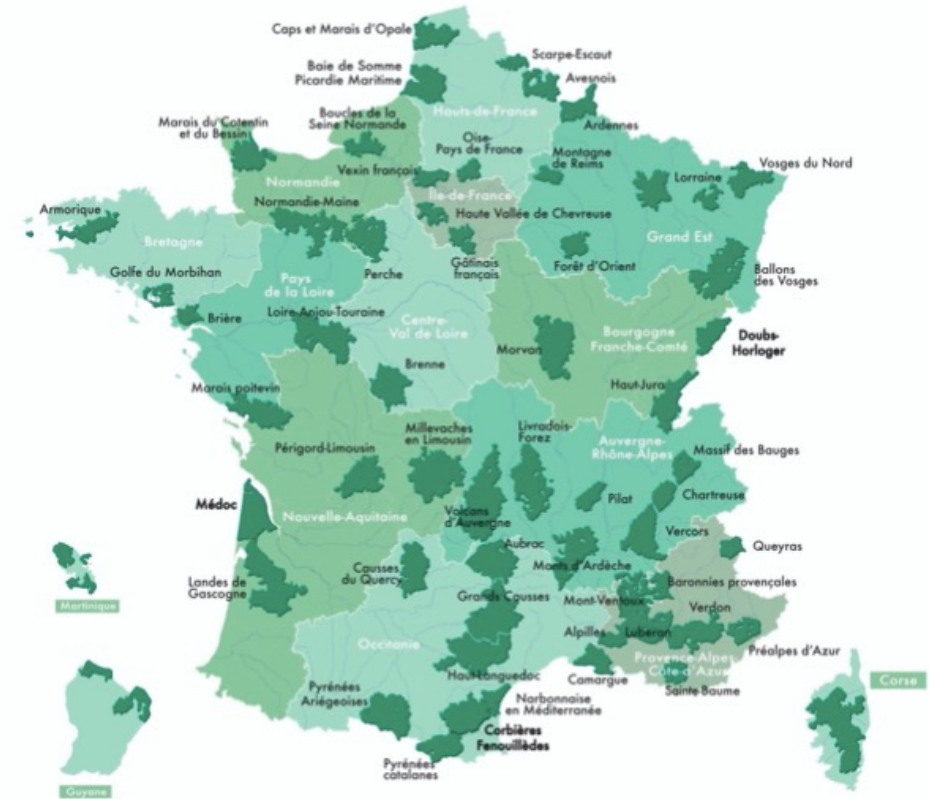 Caps et Marais d'Opale
Scarpe-Escaut
Baie de Somme
Picardie Maritime
Avesnois
Hauts-de-France
Boucles de la
Seine Normande
Marais du Cotentin
et du Bessin
Ardennes
Oise-
Pays de France
Montagne
de Reims
Vosges du Nord
Vexin français
Lorraine
Normandie
Île-de-France
Normandie-Maine
Haute Vallée de Chevreuse
Armorique
Bretagne
Grand Est
Golfe du Morbihan
Perche
Gâtinais
français
Forêt d'Orient
Ballons
des Vosges
Pays
de la Loire
Brière
Loire-Anjou-Touraine
Centre-
Val de Loire
Bourgogne
Franche-Comté
Doubs-
Horloger
Morvan
Brenne
Haut-Jura
Marais poitevin
Millevaches
en Limousin
Livradois-
Forez
Auvergne-
Rhône-Alpes
Massif des Bauges
Périgord-Limousin
Médoc
Pilat
Chartreuse
Nouvelle-Aquitaine
Volcans
d'Auvergne
Vercors
Aubrac
Queyras
Causses
du Quercy
Monts d'Ardèche
Landes de
Gascogne
Grands Causses
Baronnies provençales
Mont-Ventoux
Martinique
Verdon
Alpilles
Luberon
Occitanie
Préalpes d'Azur
Provence-Alpes
Côte-d'Azur
Haut-Languedoc
Camargue
Corse
Sainte-Baume
Pyrénées
Ariégeoises
Narbonnaise
en Méditerranée
Corbières
Fenouillèdes
Pyrénées
catalanes
Guyane